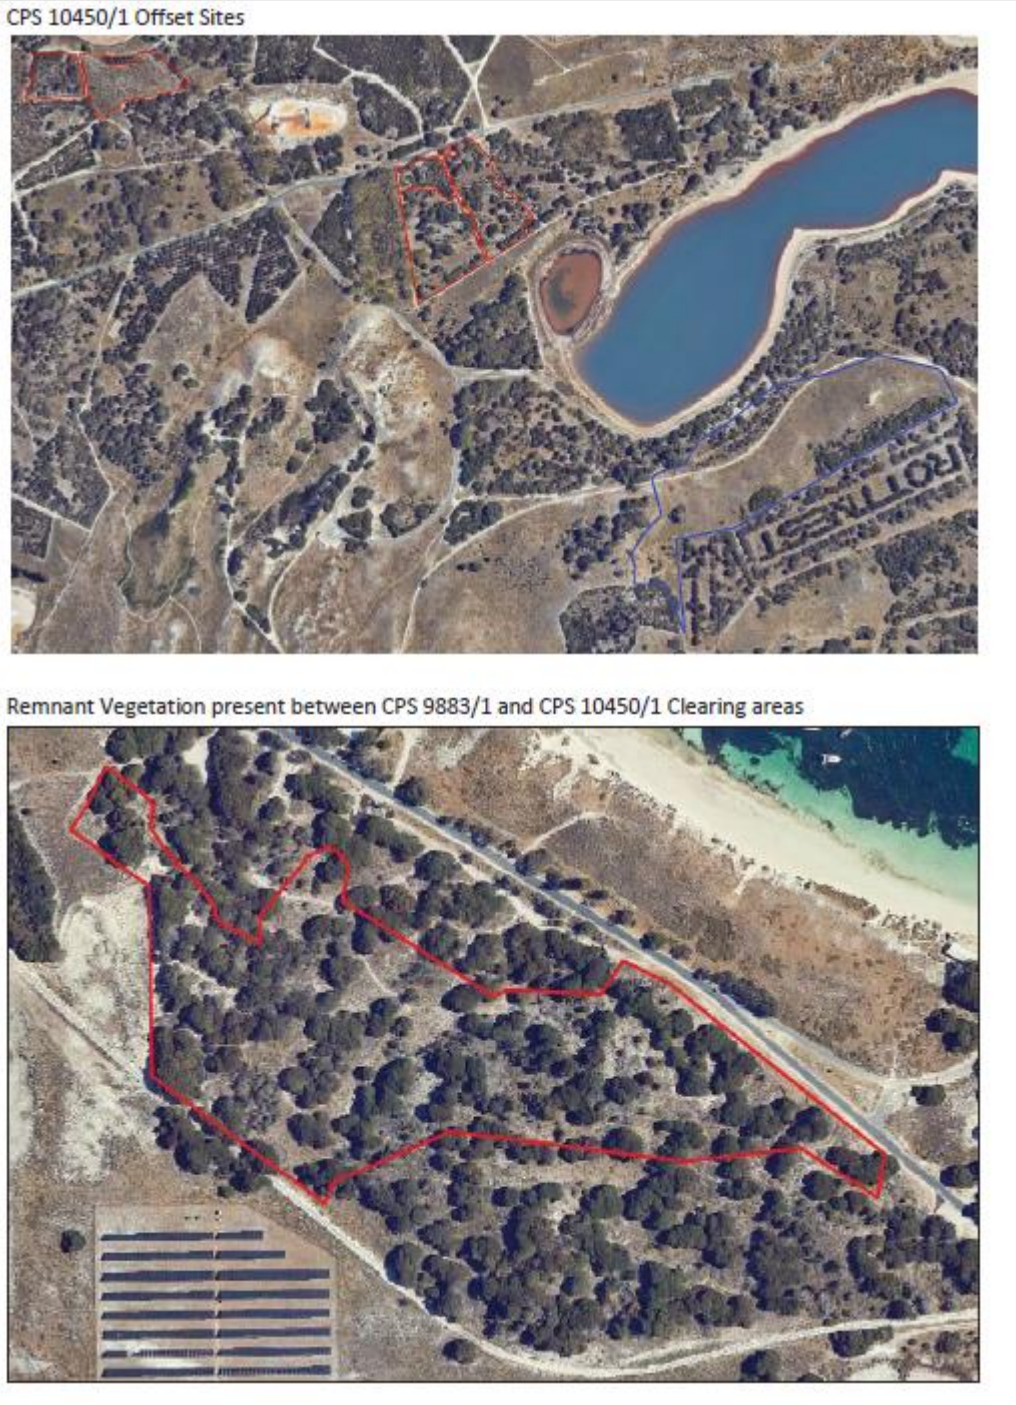 CPS 10450/1 Offset Sites
ROTTNEST
Remnant Vegetation present between CPS 9883/1 and CPS 10450/1 Clearing areas